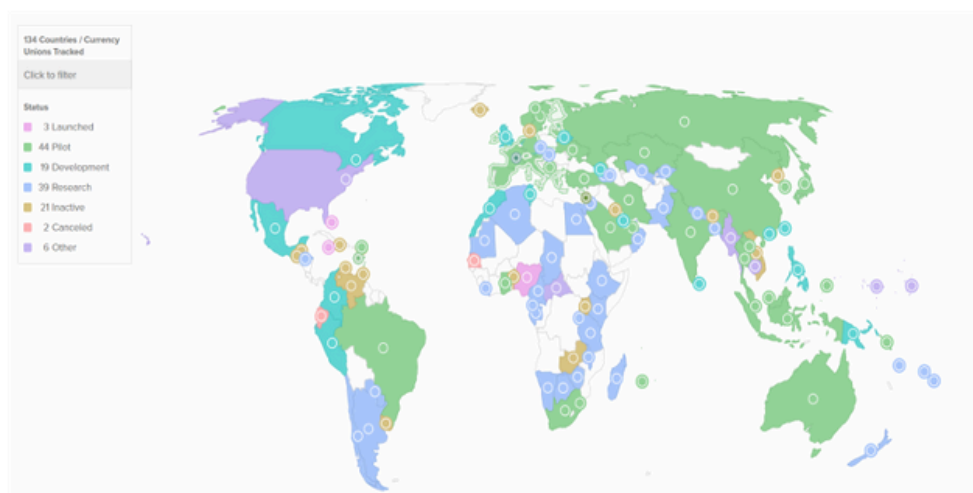 134 Countries / Currency
Unions Tracked
Click to filter
Status
3 Launched
44 Pilot
19 Development
39 Research
21 Inactive
2 Canceled
6 Other